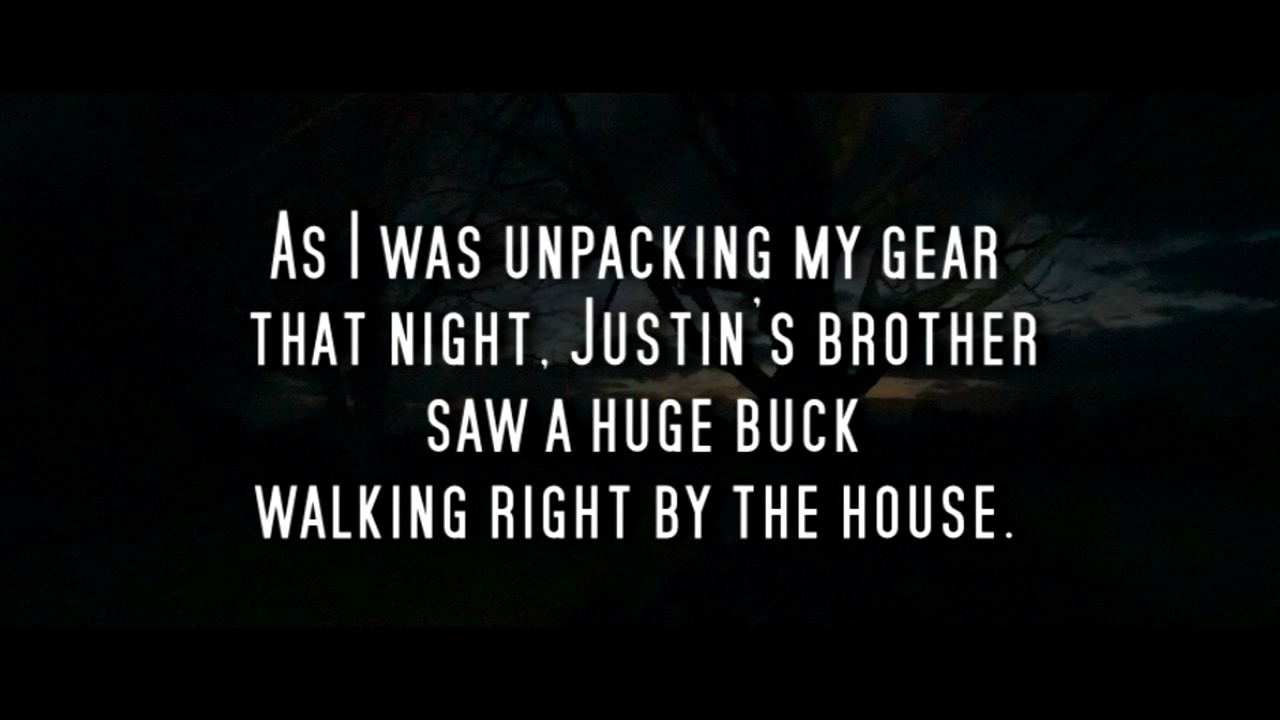 As I was unpacking my gear
that night, Justin's brother
saw a huge buck
walking right by the house.